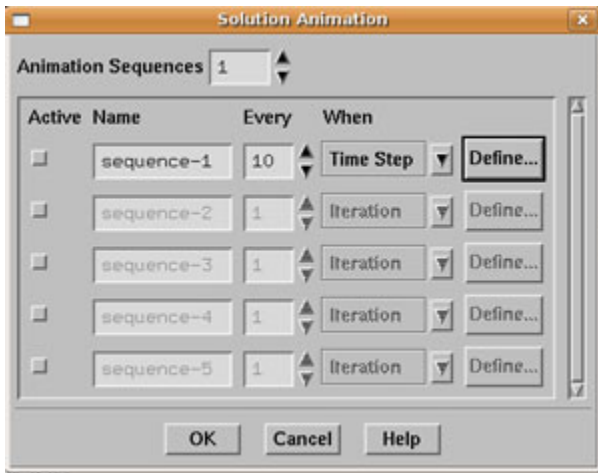 Solution Animation
Animation Sequences 1
Active Name Every When
sequence-1 10 Time Step Define...
sequence-2 1 Iteration Define...
sequence-3 1 Iteration Define...
sequence-4 1 Iteration Define...
sequence-5 1 Iteration Define...
OK Cancel Help